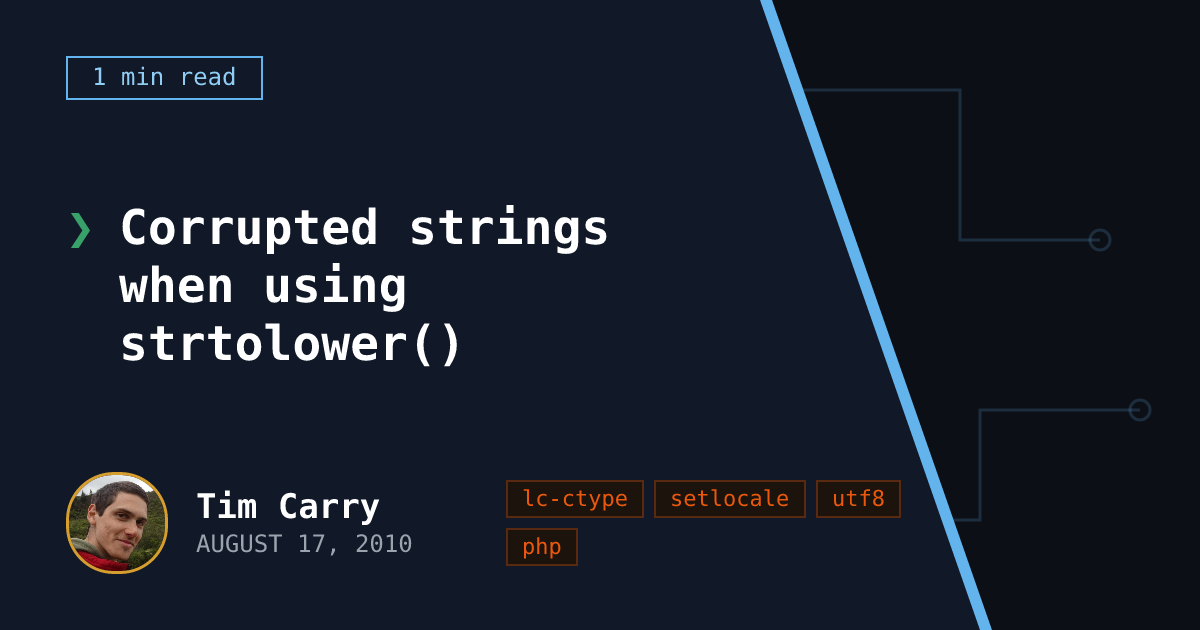 1 min read
❯ Corrupted strings
when using
strtolower()
Tim Carry
AUGUST 17, 2010
lc-ctype setlocale utf8
php